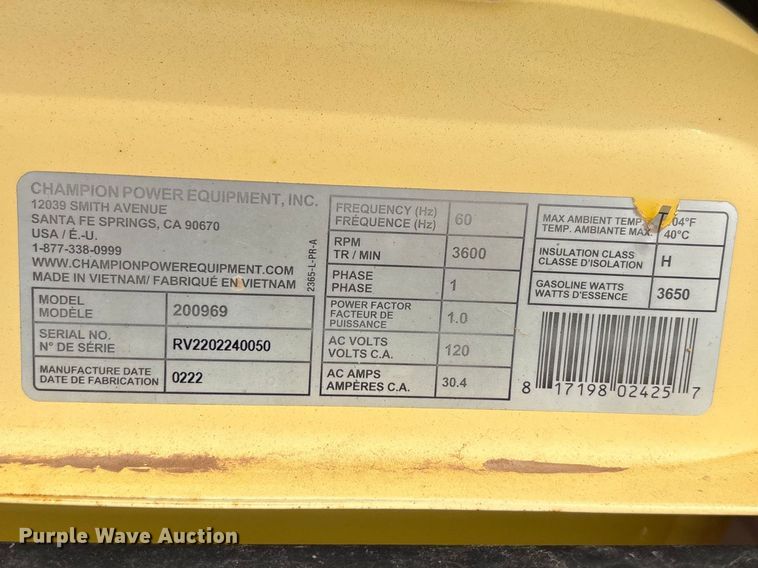 CHAMPION POWER EQUIPMENT, INC.
12039 SMITH AVENUE
SANTA FE SPRINGS, CA 90670
USA / É.-U.
1-877-338-0999
WWW.CHAMPIONPOWEREQUIPMENT.COM
MADE IN VIETNAM/ FABRIQUÉ EN VIETNAM
2365-L-PR-A
MODEL
MODÈLE
200969
SERIAL NO.
N° DE SÉRIE
RV2202240050
MANUFACTURE DATE
DATE DE FABRICATION
0222
FREQUENCY (Hz)
FRÉQUENCE (Hz)
60
RPM
TR / MIN
3600
PHASE
PHASE
1
POWER FACTOR
FACTEUR DE
PUISSANCE
1.0
AC VOLTS
VOLTS C.A.
120
AC AMPS
AMPÈRES C.A.
30.4
MAX AMBIENT TEMP.
TEMP. AMBIANTE MAX.
04°F
40°C
INSULATION CLASS
CLASSE D'ISOLATION
H
GASOLINE WATTS
WATTS D'ESSENCE
3650
8 17198 02425 7
Purple Wave Auction